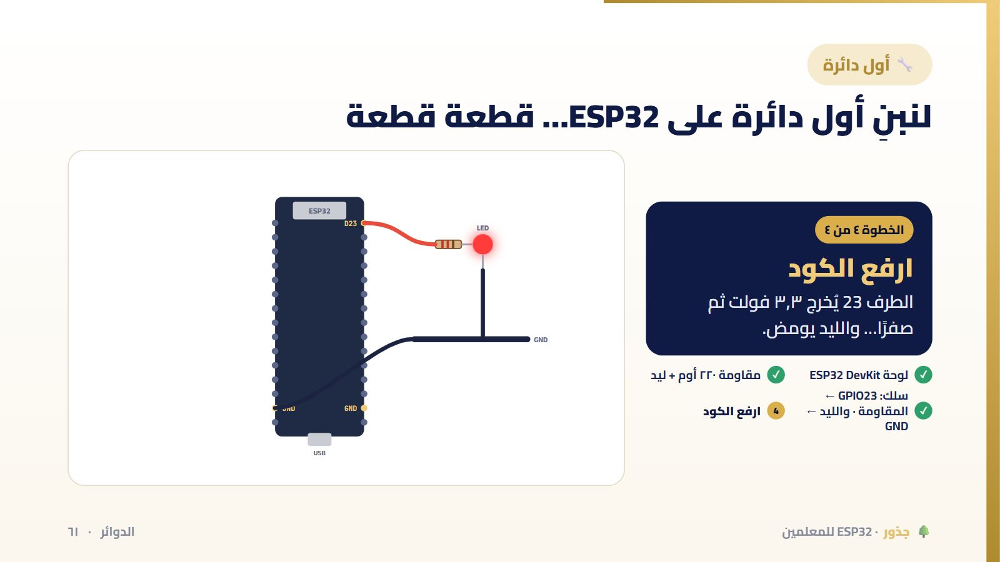 أول دائرة
لنبنِ أول دائرة على ESP32... قطعة قطعة
الخطوة ٤ من ٤
ارفع الكود
الطرف 23 يُخرج ٣,٣ فولت ثم
صفرًا... والليد يومض.
✓ لوحة ESP32 DevKit
✓ مقاومة ٢٢٠ أوم + ليد
✓ سلك: GPIO23 ←
المقاومة · والليد ←
GND
4 ارفع الكود
ESP32
D23
LED
GND
GND
GND
USB
جذور · ESP32 للمعلمين
الدوائر · ٦١